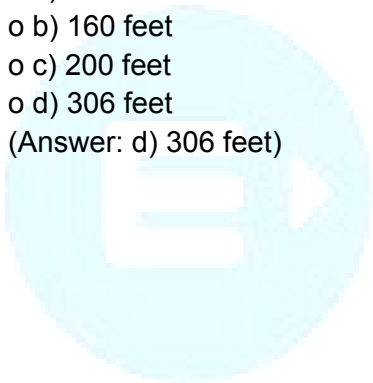 o b) 160 feet
o c) 200 feet
o d) 306 feet
(Answer: d) 306 feet)